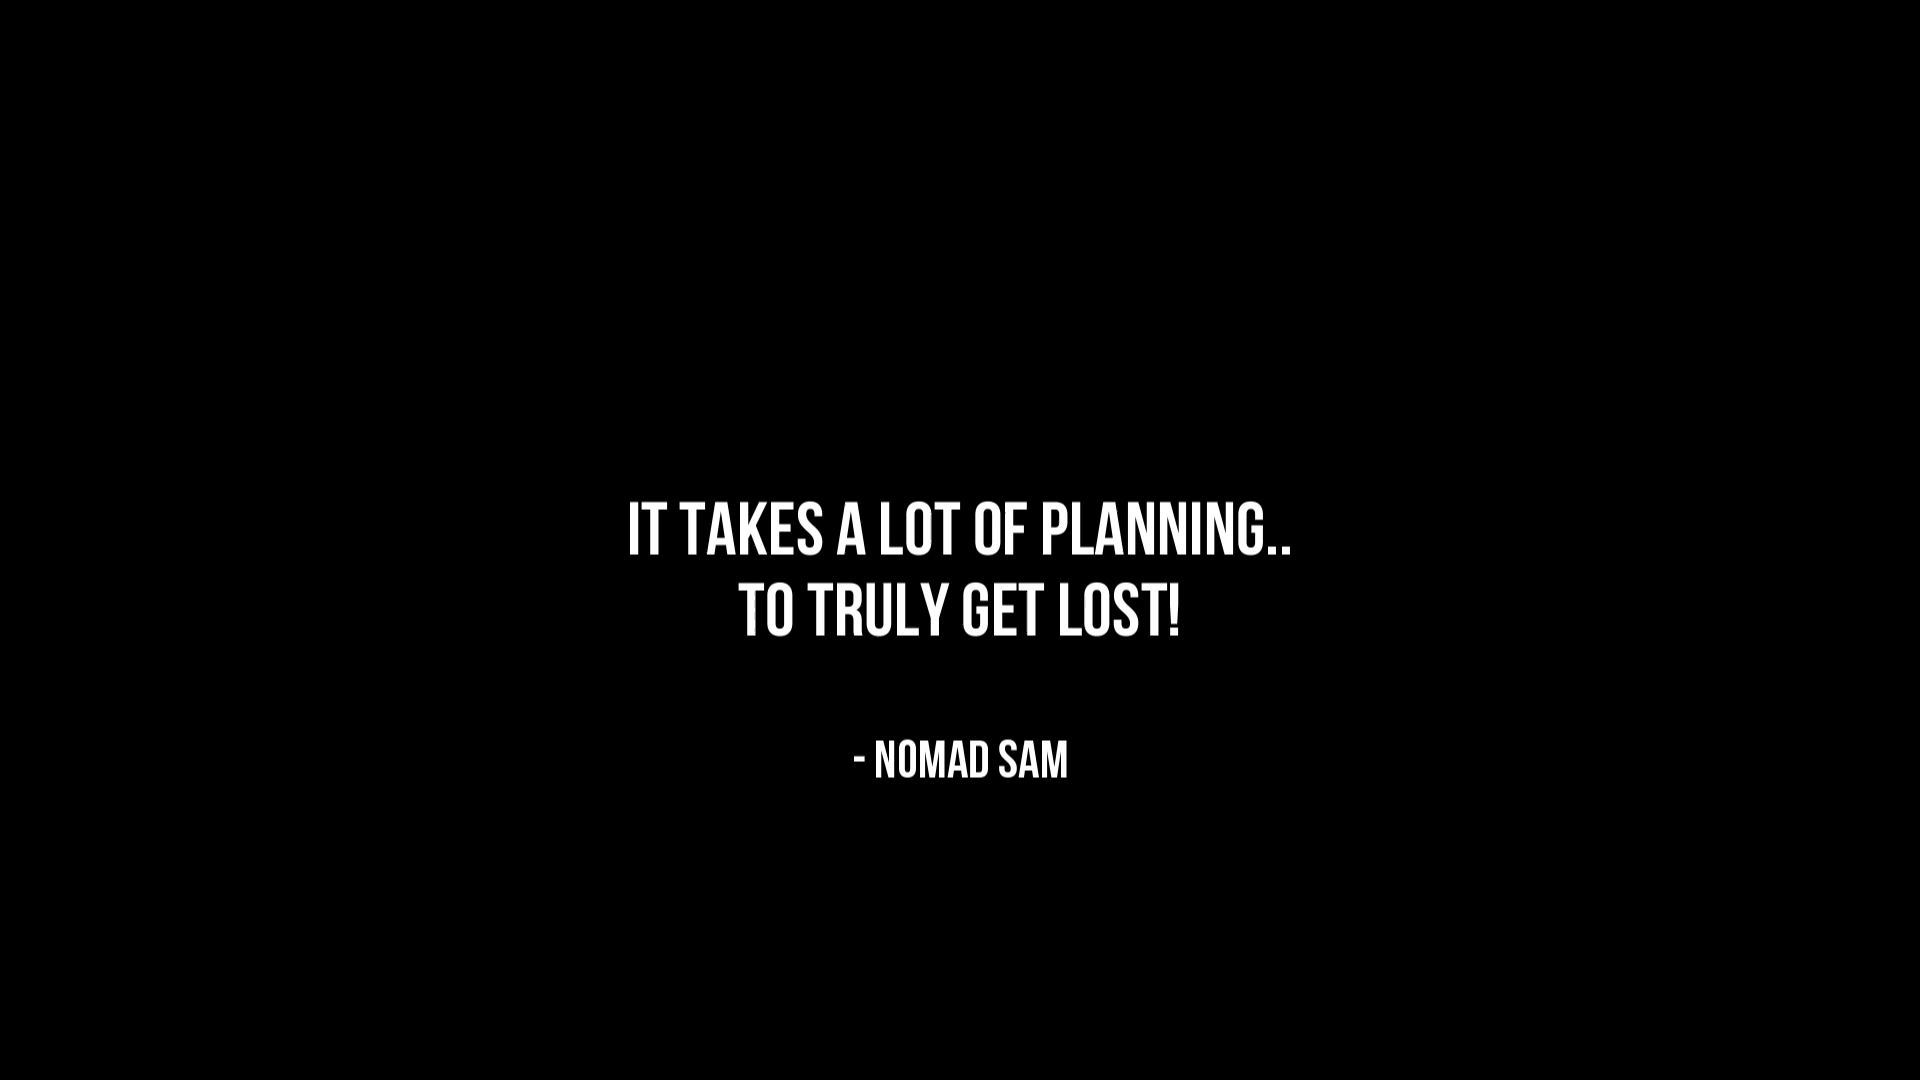 IT TAKES A LOT OF PLANNING..
TO TRULY GET LOST!
- NOMAD SAM